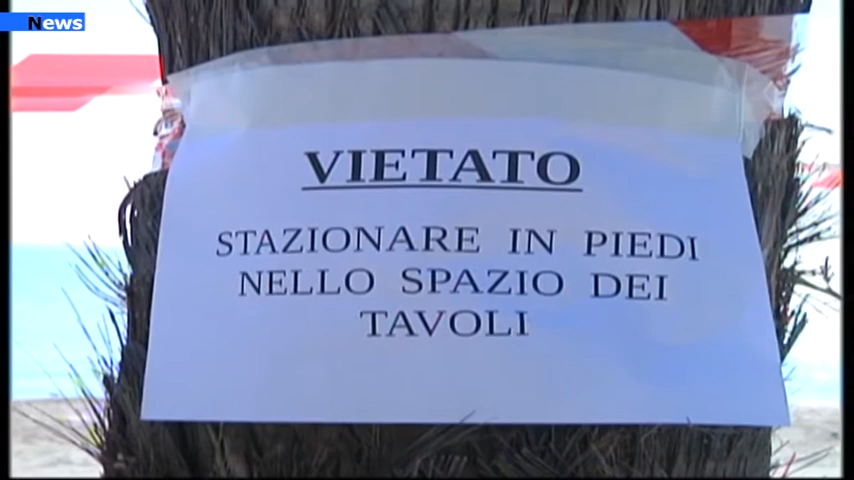 News
VIETATO
STAZIONARE IN PIEDI
NELLO SPAZIO DEI
TAVOLI